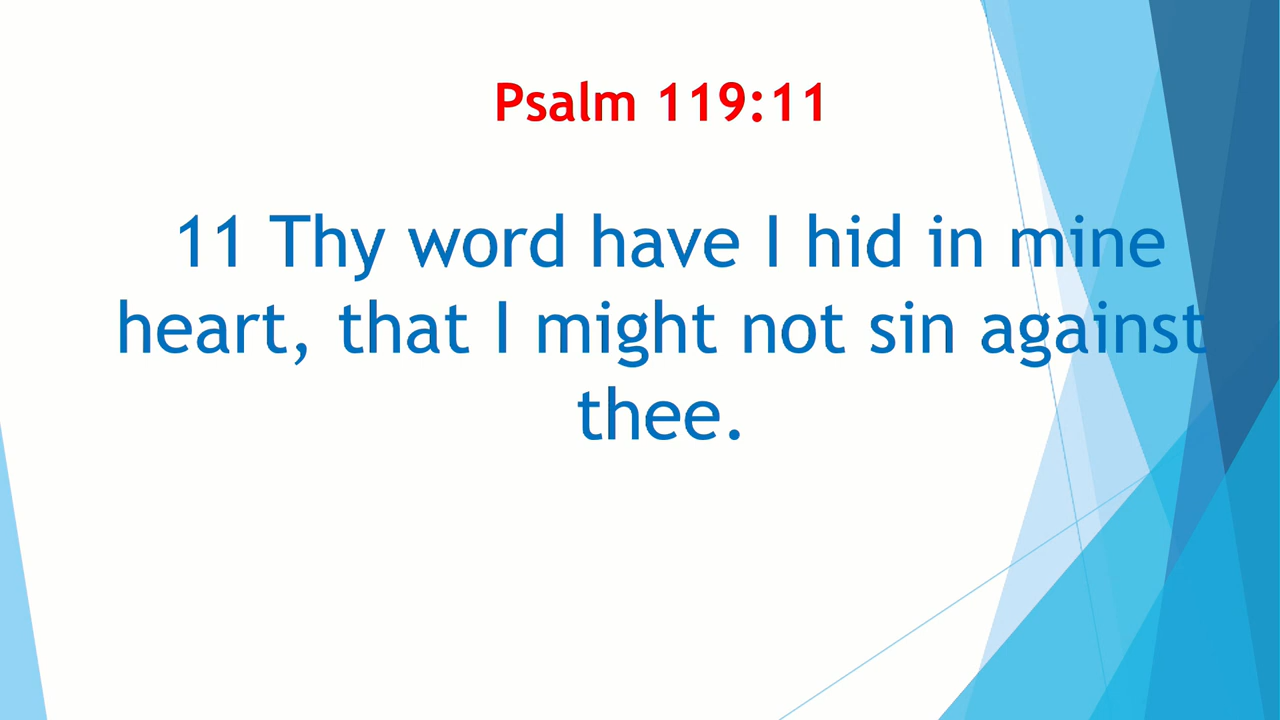 Psalm 119:11
11 Thy word have I hid in mine
heart, that I might not sin against
thee.